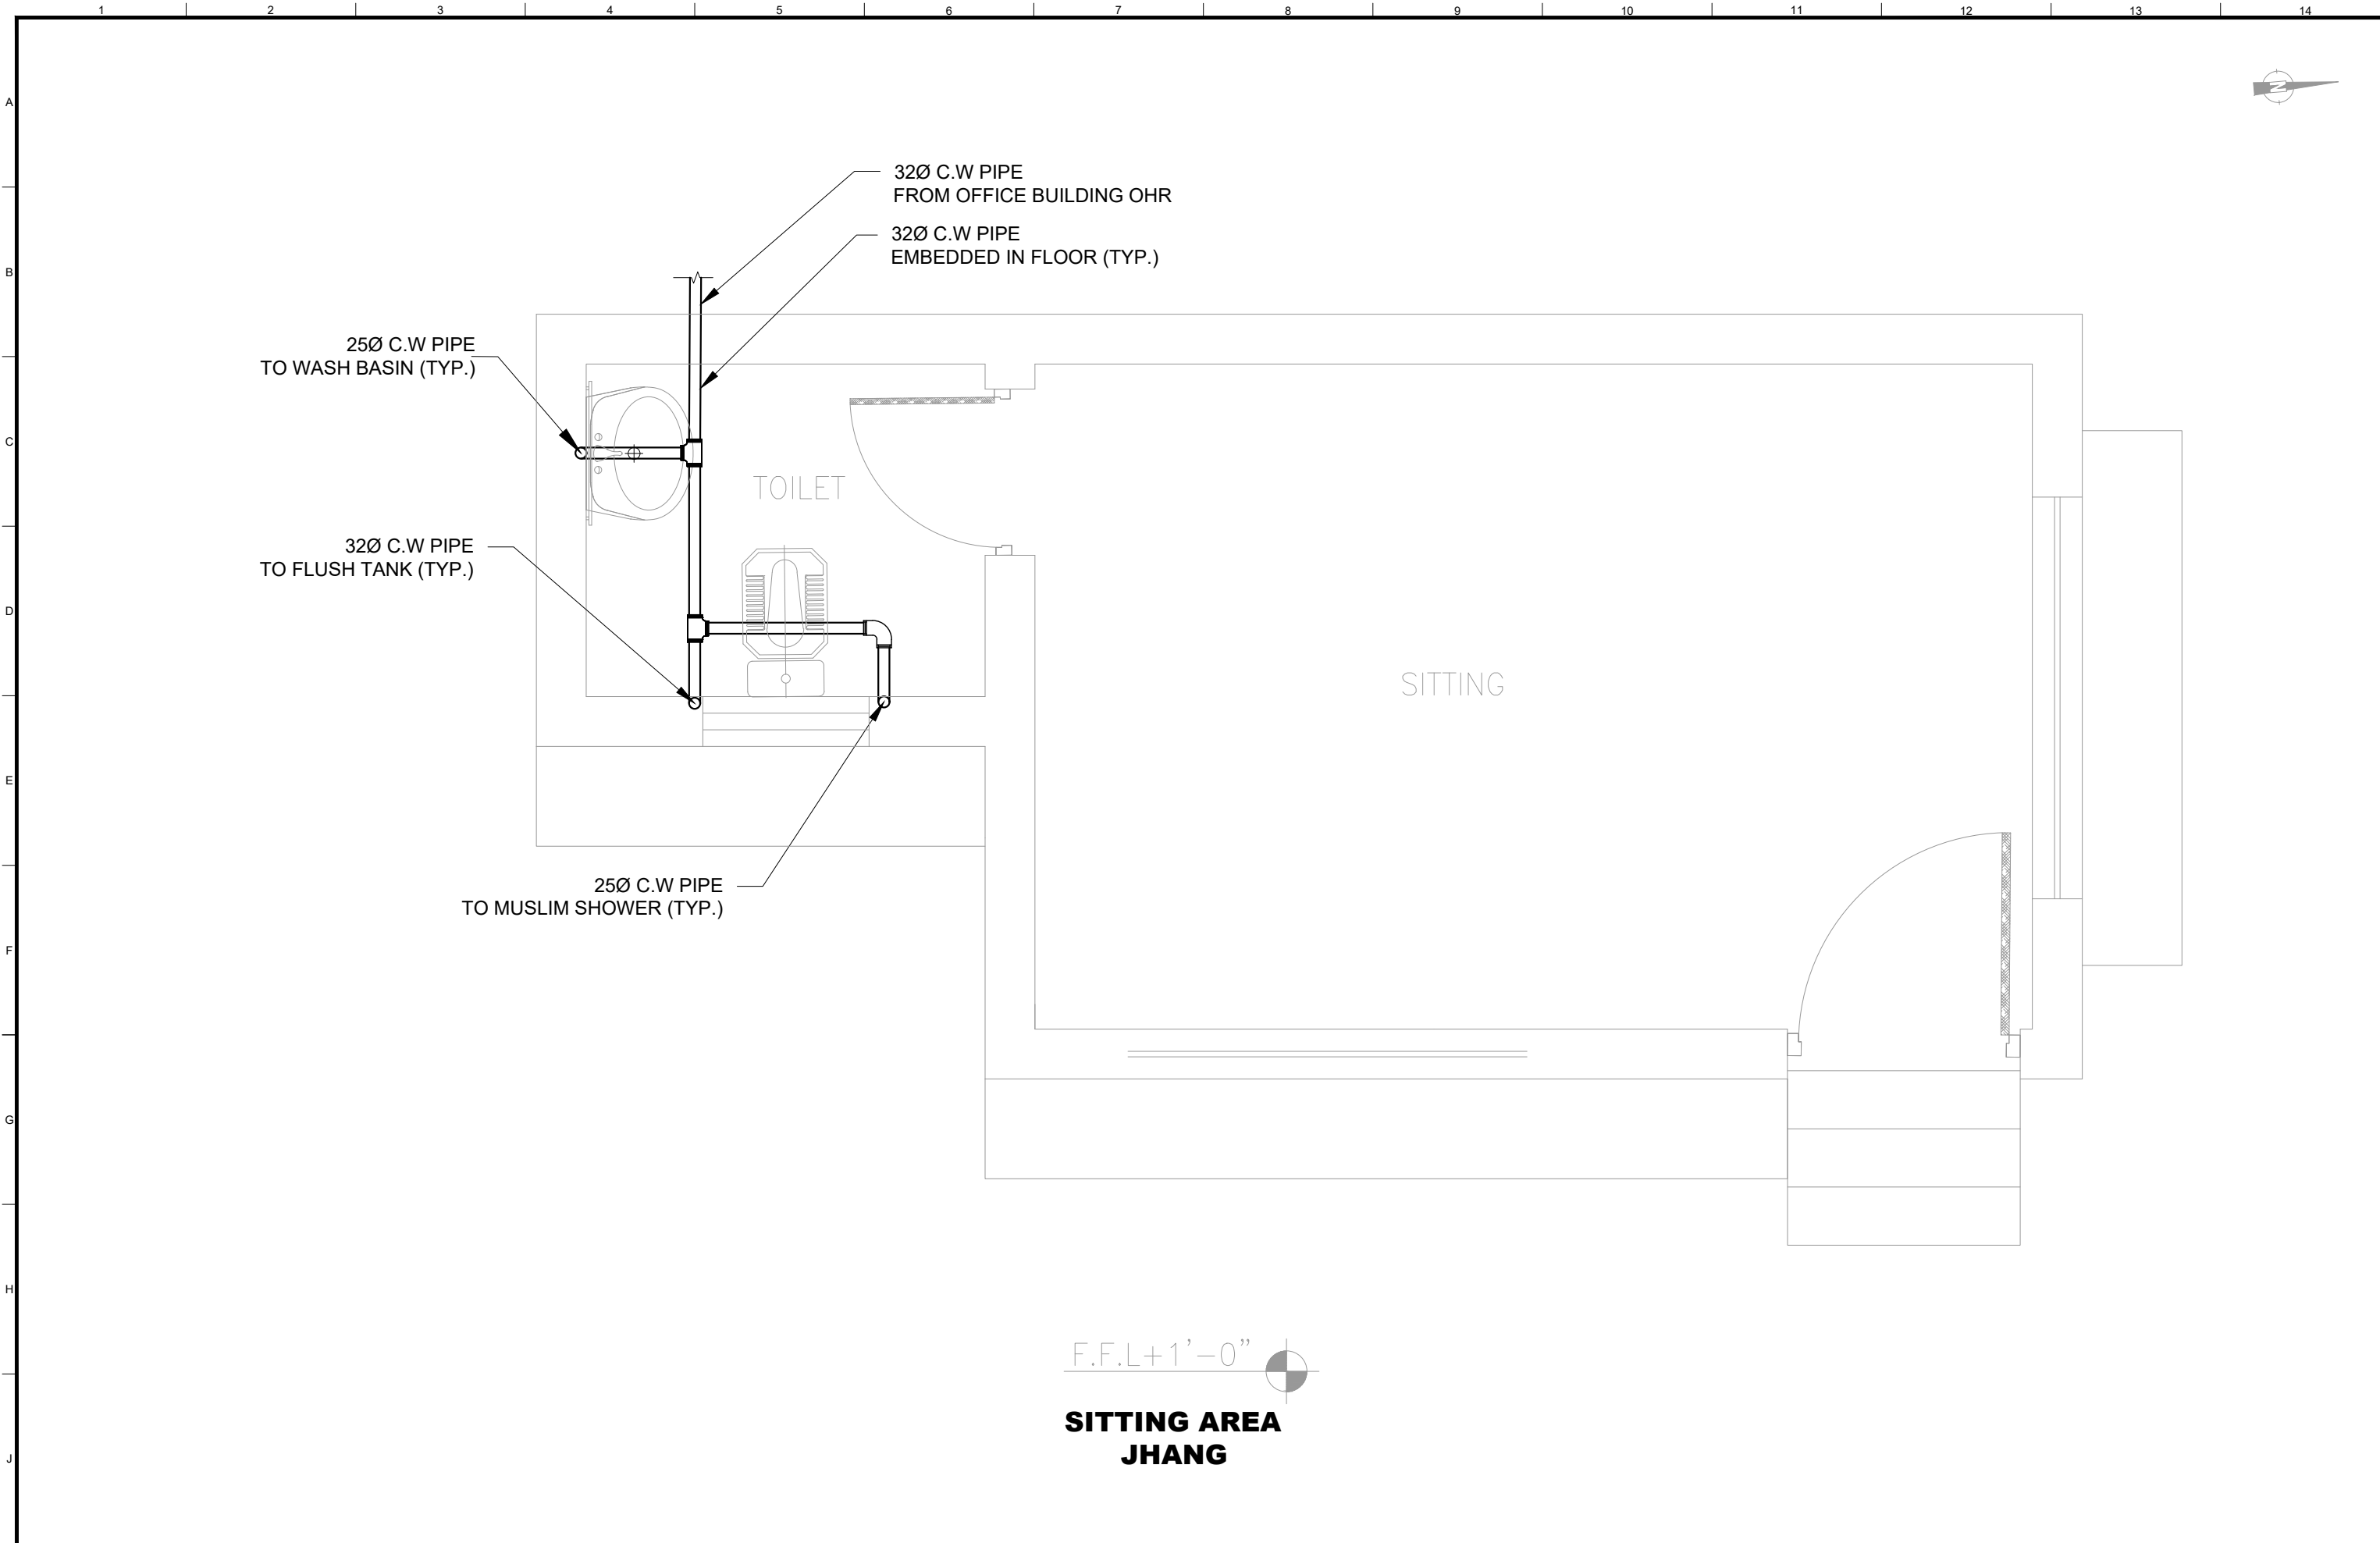 1 2 3 4 5 6 7 8 9 10 11 12 13 14
A
N
32Ø C.W PIPE
FROM OFFICE BUILDING OHR
32Ø C.W PIPE
EMBEDDED IN FLOOR (TYP.)
B
25Ø C.W PIPE
TO WASH BASIN (TYP.)
C
TOILET
32Ø C.W PIPE
TO FLUSH TANK (TYP.)
D
SITTING
E
25Ø C.W PIPE
TO MUSLIM SHOWER (TYP.)
F
G
H
F.F.L+1'-0"
SITTING AREA
JHANG
J